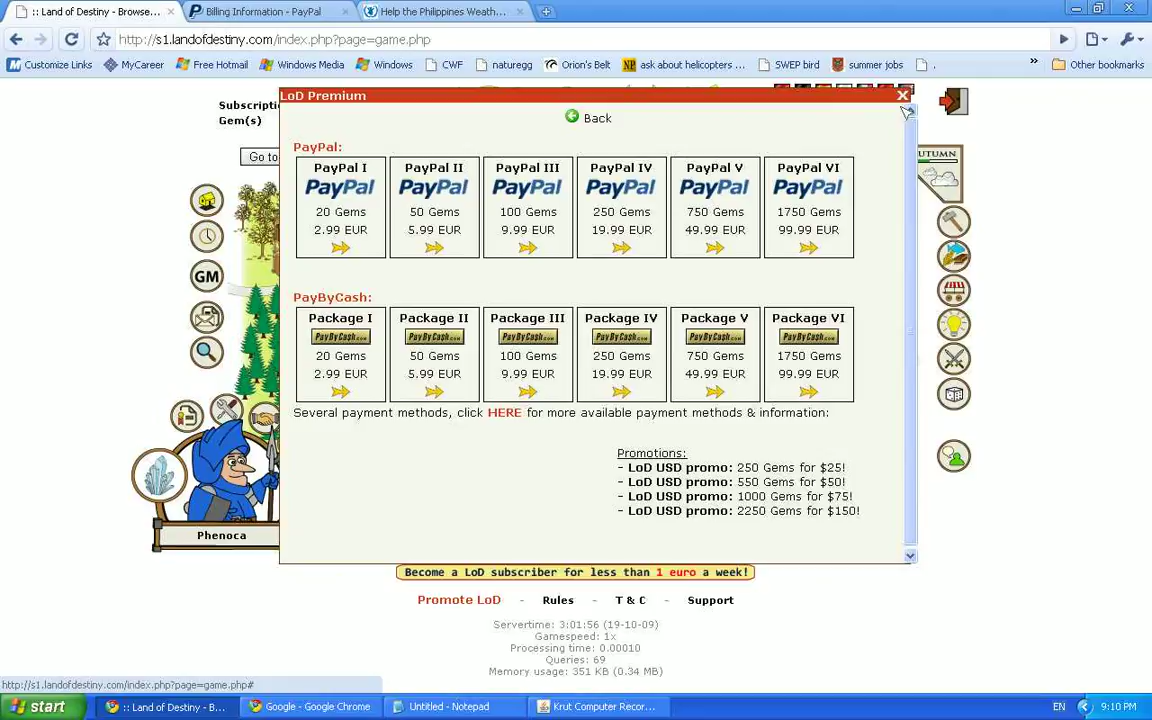 :: Land of Destiny - Browse...
Billing Information - PayPal
Help the Philippines Weath...
http://s1.landofdestiny.com/index.php?page=game.php
Customize Links
MyCareer
Free Hotmail
Windows Media
Windows
CWF
naturegg
Orion's Belt
ask about helicopters ...
SWEP bird
summer jobs
.
»
Other bookmarks
Subscripti
Gem(s)
Go to
LoD Premium
Back
AUTUMN
PayPal:
PayPal I PayPal II PayPal III PayPal IV PayPal V PayPal VI
PayPal PayPal PayPal PayPal PayPal PayPal
20 Gems 50 Gems 100 Gems 250 Gems 750 Gems 1750 Gems
2.99 EUR 5.99 EUR 9.99 EUR 19.99 EUR 49.99 EUR 99.99 EUR
GM
PayByCash:
Package I Package II Package III Package IV Package V Package VI
PayByCash.com PayByCash.com PayByCash.com PayByCash.com PayByCash.com PayByCash.com
20 Gems 50 Gems 100 Gems 250 Gems 750 Gems 1750 Gems
2.99 EUR 5.99 EUR 9.99 EUR 19.99 EUR 49.99 EUR 99.99 EUR
Several payment methods, click HERE for more available payment methods & information:
Promotions:
- LoD USD promo: 250 Gems for $25!
- LoD USD promo: 550 Gems for $50!
- LoD USD promo: 1000 Gems for $75!
- LoD USD promo: 2250 Gems for $150!
Phenoca
Become a LoD subscriber for less than 1 euro a week!
Promote LoD - Rules - T & C - Support
Servertime: 3:01:56 (19-10-09)
Gamespeed: 1x
Processing time: 0.00010
Queries: 69
Memory usage: 351 KB (0.34 MB)
http://s1.landofdestiny.com/index.php?page=game.php#
start
:: Land of Destiny - B...
Google - Google Chrome
Untitled - Notepad
Krut Computer Recor...
EN
9:10 PM